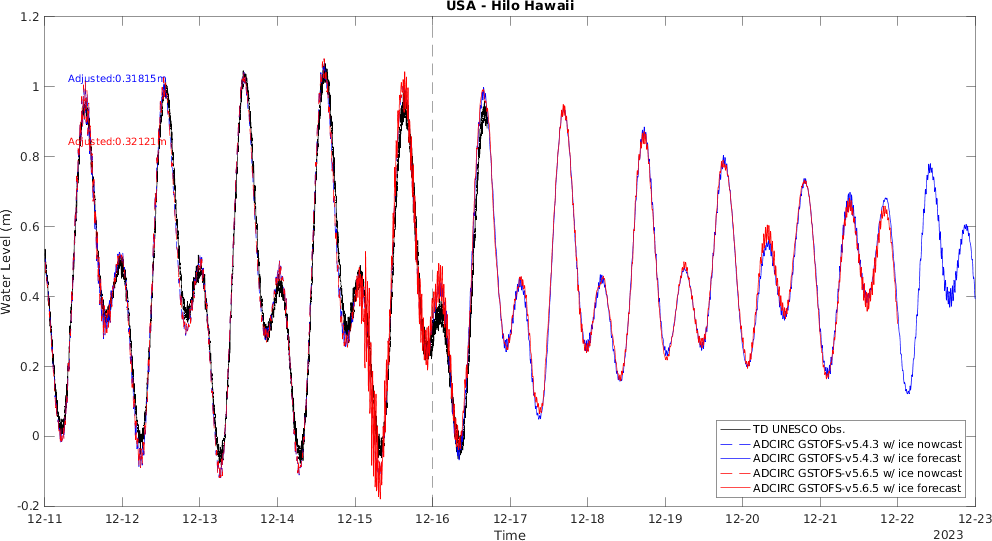 USA - Hilo Hawaii
1.2
1
0.8
0.6
0.4
0.2
0
-0.2
Water Level (m)
Adjusted:0.31815m
Adjusted:0.32121m
TD UNESCO Obs.
ADCIRC GSTOFS-v5.4.3 w/ ice nowcast
ADCIRC GSTOFS-v5.4.3 w/ ice forecast
ADCIRC GSTOFS-v5.6.5 w/ ice nowcast
ADCIRC GSTOFS-v5.6.5 w/ ice forecast
12-11 12-12 12-13 12-14 12-15 12-16 12-17 12-18 12-19 12-20 12-21 12-22 12-23
Time
2023